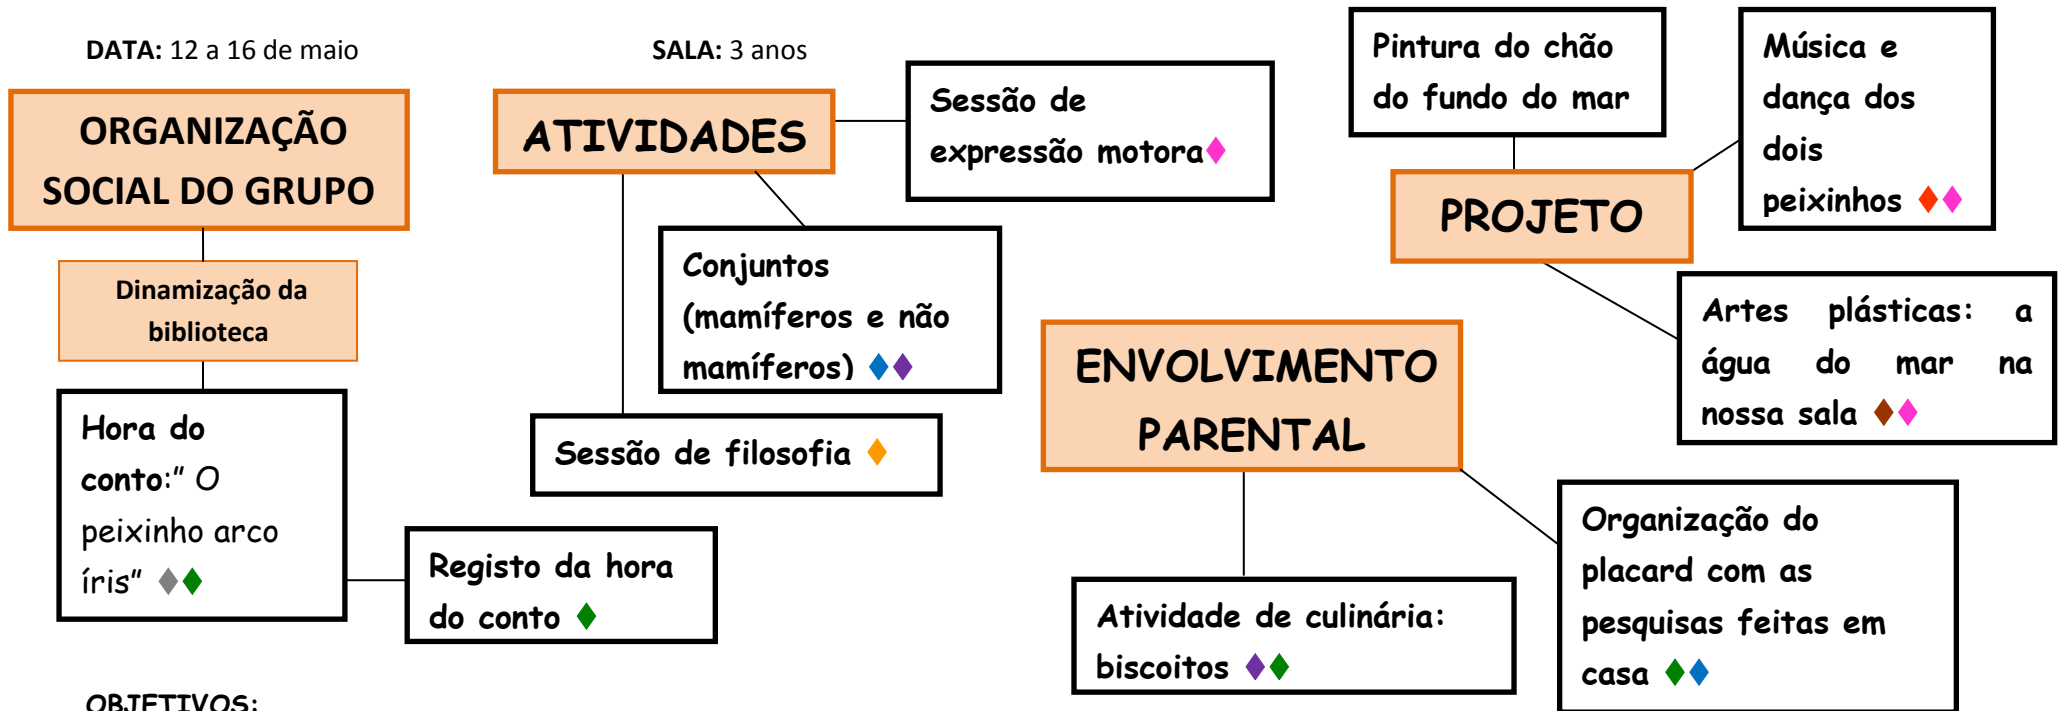 DATA: 12 a 16 de maio
SALA: 3 anos
ORGANIZAÇÃO
SOCIAL DO GRUPO
Dinamização da
biblioteca
Hora do
conto:” O
peixinho arco
íris”
Registo da hora
do conto
ATIVIDADES
Sessão de
expressão motora
Conjuntos
(mamíferos e não
mamíferos)
Sessão de filosofia
PROJETO
Pintura do chão
do fundo do mar
Música e
dança dos
dois
peixinhos
Artes plásticas: a
água do mar na
nossa sala
ENVOLVIMENTO
PARENTAL
Atividade de culinária:
biscoitos
Organização do
placard com as
pesquisas feitas em
casa
OBJETIVOS: